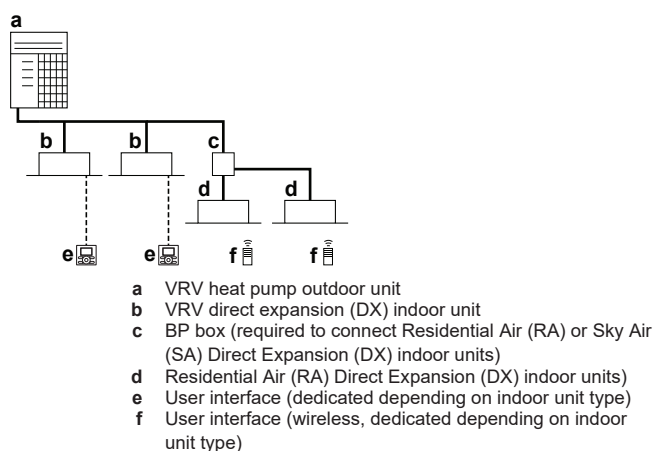 a
b b c
d d
e e f f
a VRV heat pump outdoor unit
b VRV direct expansion (DX) indoor unit
c BP box (required to connect Residential Air (RA) or Sky Air
(SA) Direct Expansion (DX) indoor units)
d Residential Air (RA) Direct Expansion (DX) indoor units)
e User interface (dedicated depending on indoor unit type)
f User interface (wireless, dedicated depending on indoor
unit type)